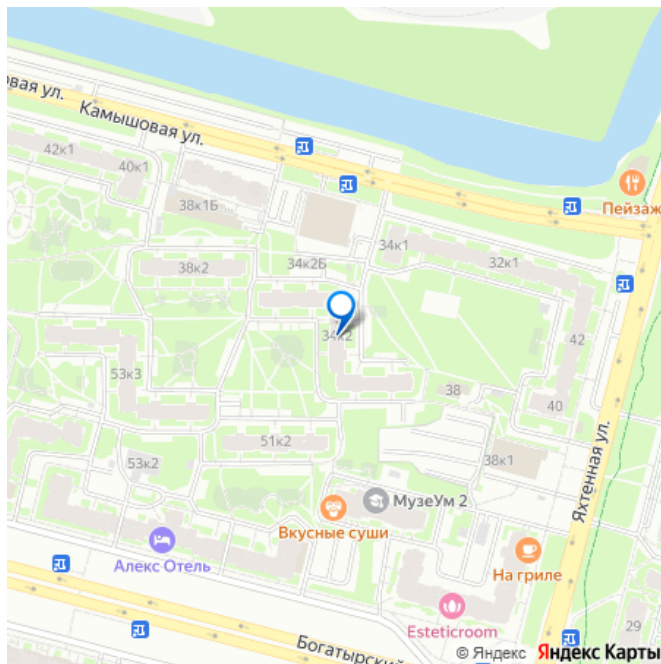 овая ул.
Камышовая ул.
42к1
40к1
38к1Б
Пейзаж
34к1
38к2
34к2Б
32к1
34к2
42
53к3
38
40
51к2
53к2
38к1
Яхтенная ул.
МузеУм 2
Вкусные суши
Алекс Отель
На гриле
29
Esteticroom
Богатырский
© Яндекс
Яндекс Карты